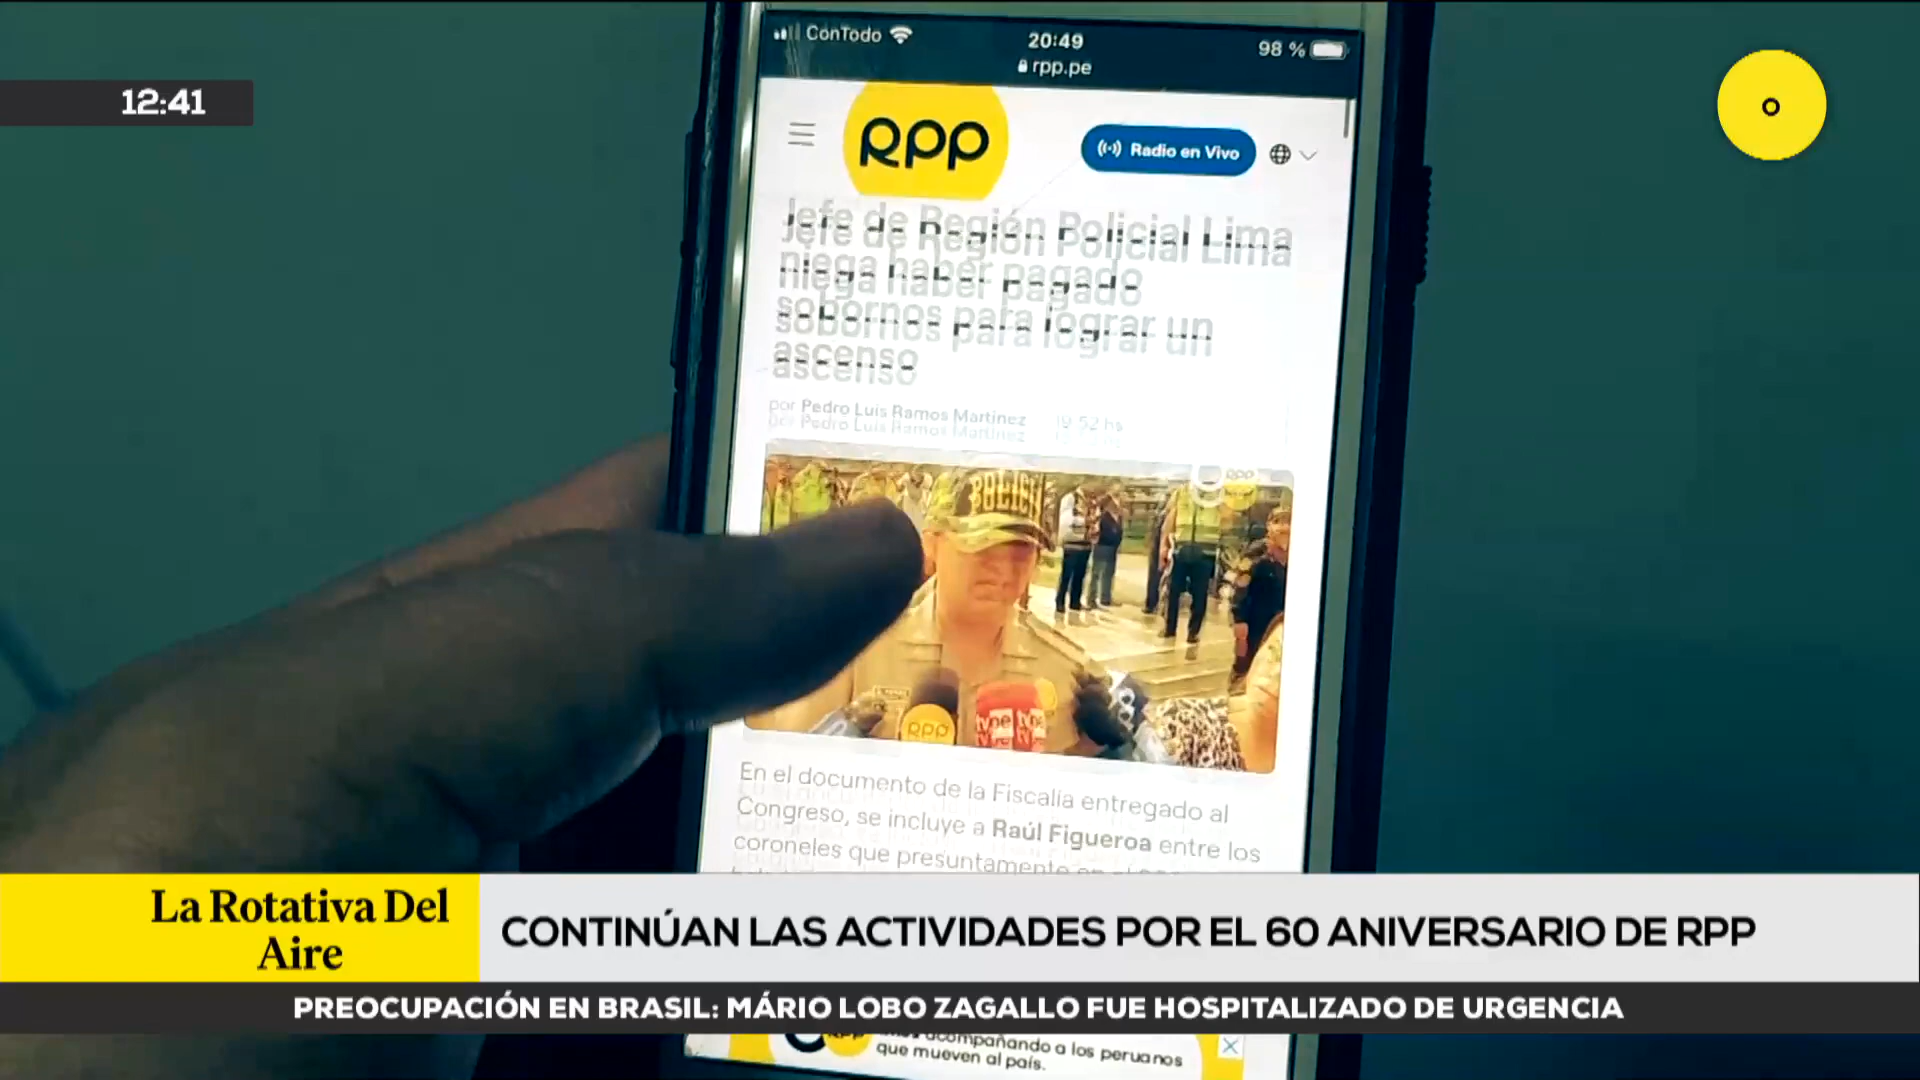 ConTodo
20:49
98 %
rpp.pe
12:41
RPP
Radio en Vivo
Jefe de Región Policial Lima
niega haber pagado
sobornos para lograr un
ascenso
por Pedro Luis Ramos Martínez
POLICIA
RPP
RPP
tvpe
En el documento de la Fiscalía entregado al
Congreso, se incluye a Raúl Figueroa entre los
coroneles que presuntamente
La Rotativa Del
Aire
CONTINÚAN LAS ACTIVIDADES POR EL 60 ANIVERSARIO DE RPP
PREOCUPACIÓN EN BRASIL: MÁRIO LOBO ZAGALLO FUE HOSPITALIZADO DE URGENCIA
acompañando a los peruanos
que mueven al país.